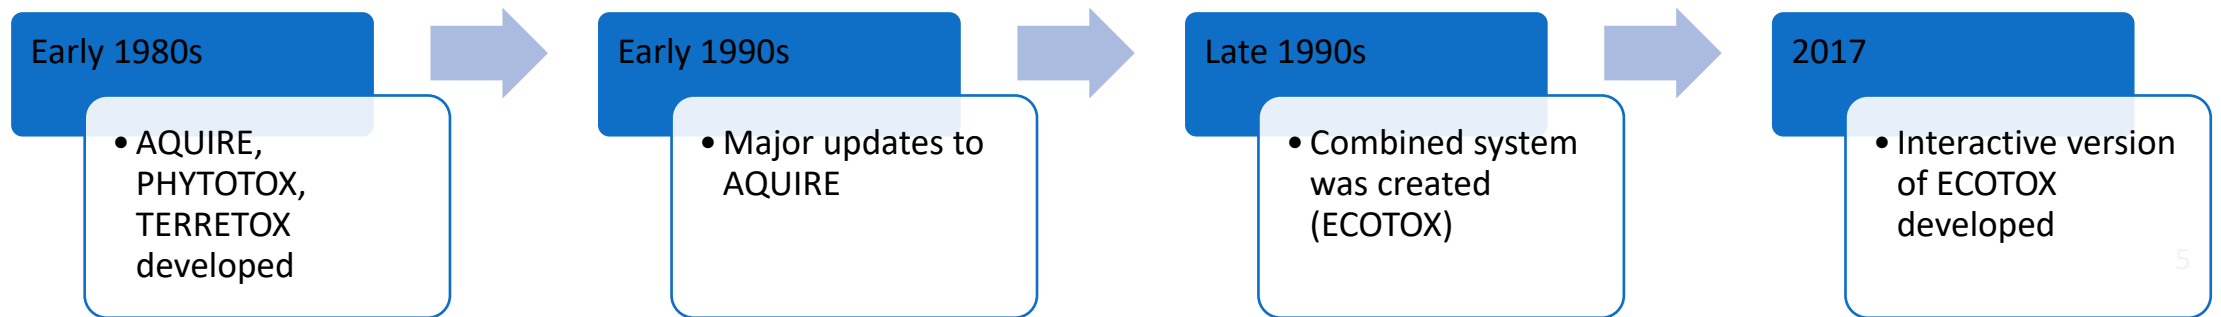 Early 1980s
• AQUIRE,
PHYTOTOX,
TERRETOX
developed
Early 1990s
• Major updates to
AQUIRE
Late 1990s
• Combined system
was created
(ECOTOX)
2017
• Interactive version
of ECOTOX
developed
5